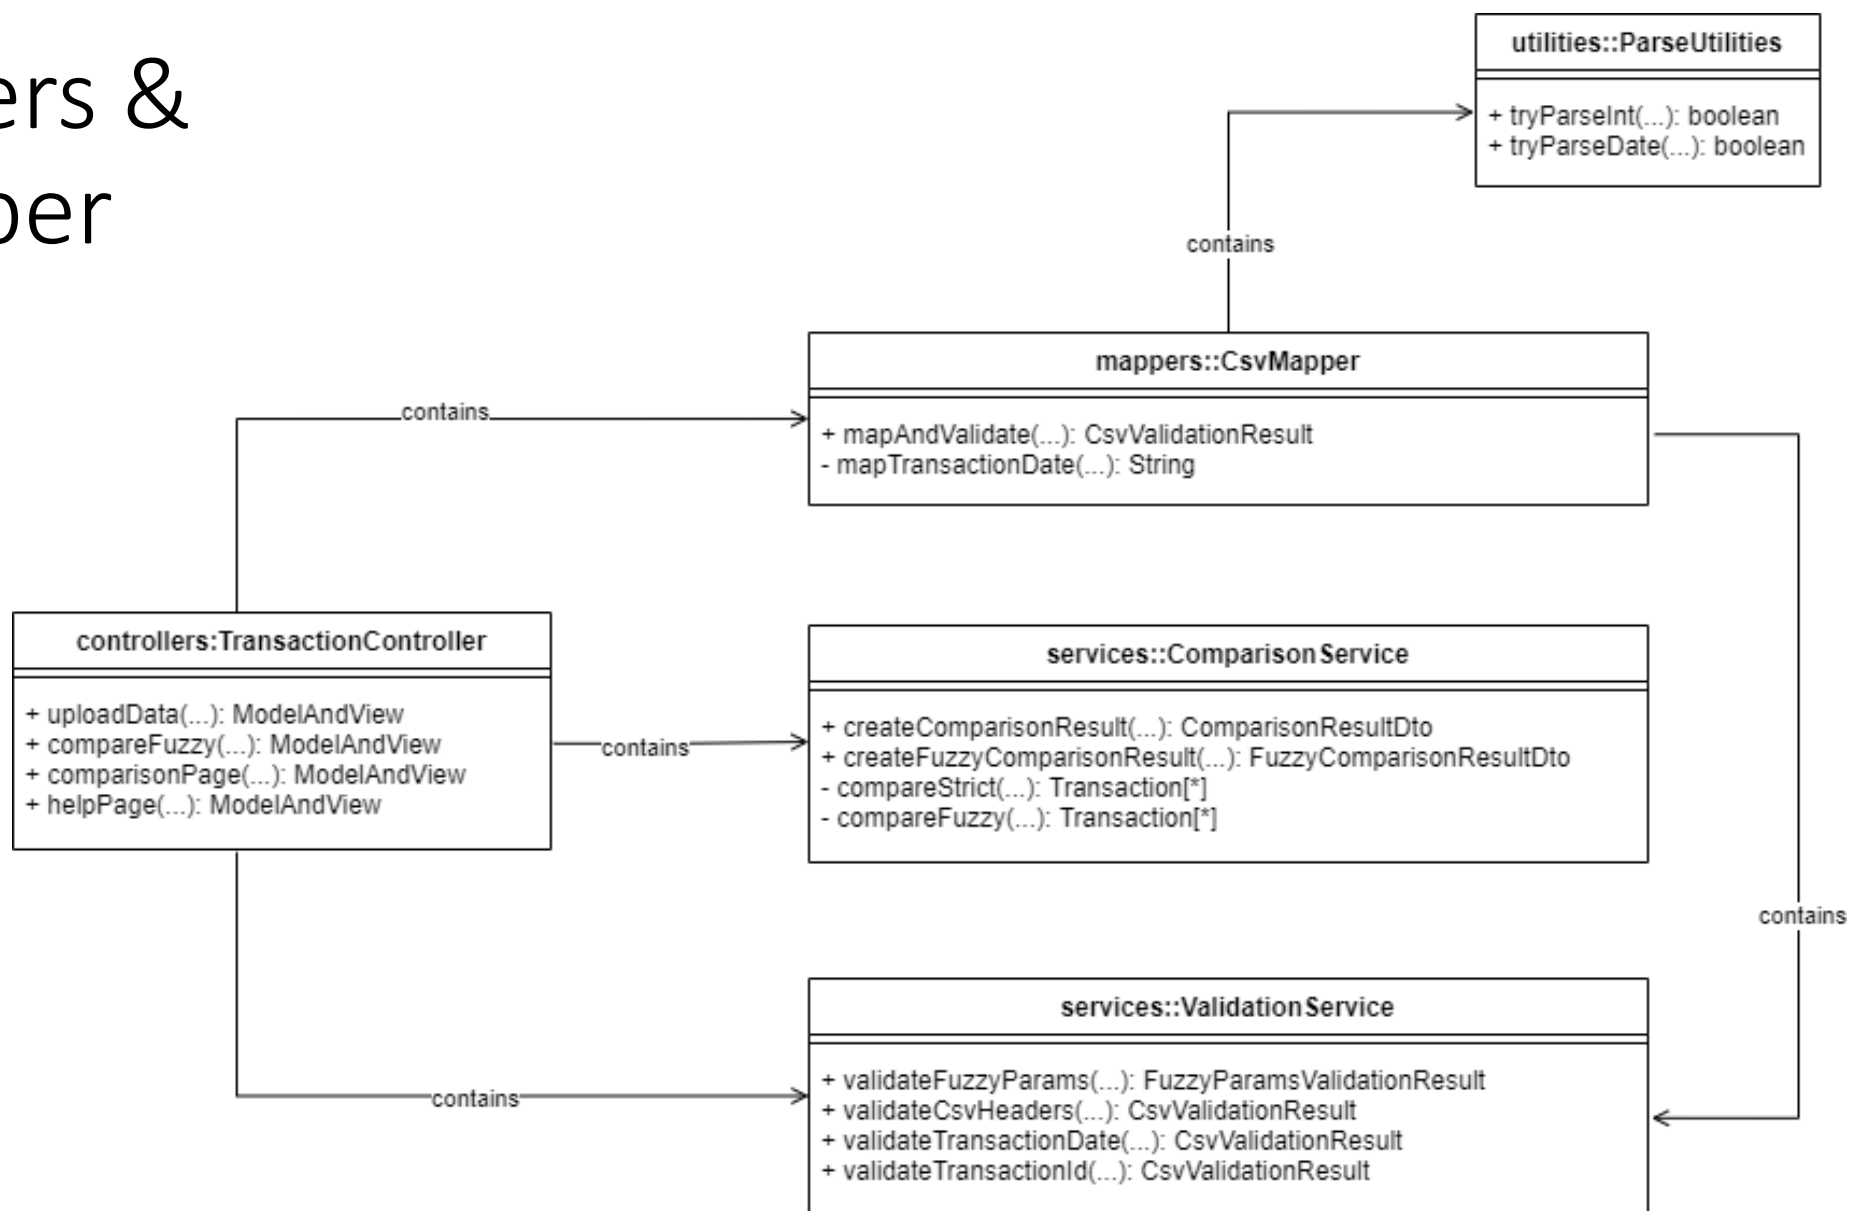 ers &
per
utilities::ParseUtilities
+ tryParseInt(...): boolean
+ tryParseDate(...): boolean
contains
mappers::CsvMapper
+ mapAndValidate(...): CsvValidationResult
- mapTransactionDate(...): String
contains
controllers:TransactionController
+ uploadData(...): ModelAndView
+ compareFuzzy(...): ModelAndView
+ comparisonPage(...): ModelAndView
+ helpPage(...): ModelAndView
contains
services::ComparisonService
+ createComparisonResult(...): ComparisonResultDto
+ createFuzzyComparisonResult(...): FuzzyComparisonResultDto
- compareStrict(...): Transaction[*]
- compareFuzzy(...): Transaction[*]
contains
services::ValidationService
+ validateFuzzyParams(...): FuzzyParamsValidationResult
+ validateCsvHeaders(...): CsvValidationResult
+ validateTransactionDate(...): CsvValidationResult
+ validateTransactionId(...): CsvValidationResult
contains